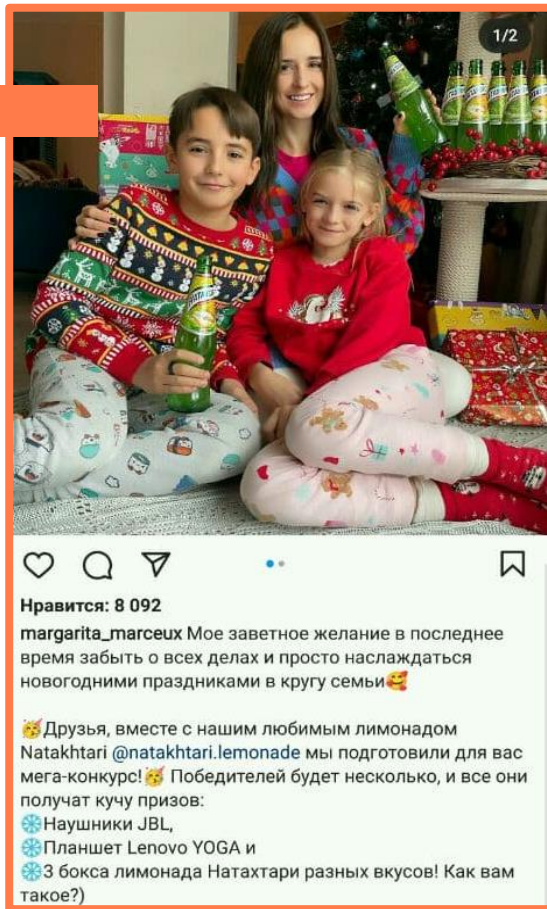 1/2
Нравится: 8 092
margarita_marceux Мое заветное желание в последнее
время забыть о всех делах и просто наслаждаться
новогодними праздниками в кругу семьи🥰
🥳Друзья, вместе с нашим любимым лимонадом
Natakhtari @natakhtari.lemonade мы подготовили для вас
мега-конкурс!🥳 Победителей будет несколько, и все они
получат кучу призов:
❄️Наушники JBL,
❄️Планшет Lenovo YOGA и
❄️3 бокса лимонада Натахтари разных вкусов! Как вам
такое?)